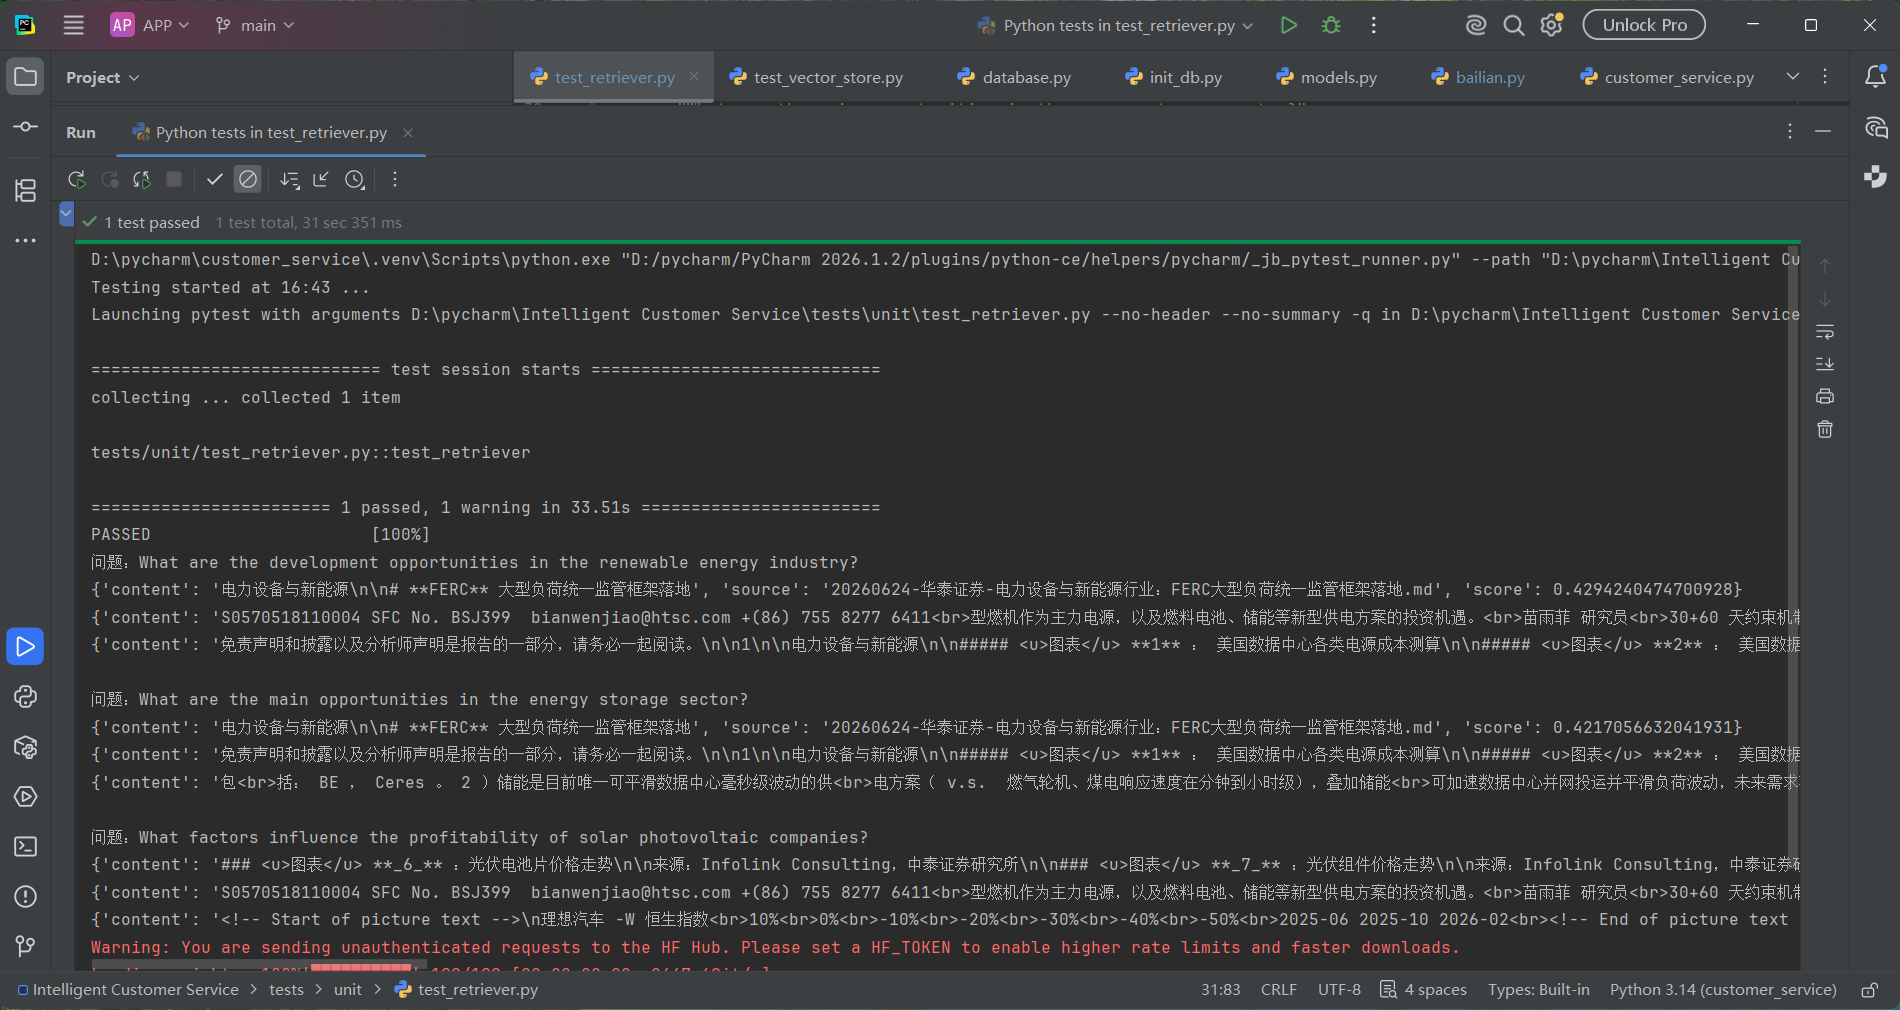 AP APP main Python tests in test_retriever.py Unlock Pro
Project test_retriever.py test_vector_store.py database.py init_db.py models.py bailian.py customer_service.py
Run Python tests in test_retriever.py
1 test passed 1 test total, 31 sec 351 ms
D:\pycharm\customer_service\.venv\Scripts\python.exe "D:/pycharm/PyCharm 2026.1.2/plugins/python-ce/helpers/pycharm/_jb_pytest_runner.py" --path "D:\pycharm\Intelligent Cu
Testing started at 16:43 ...
Launching pytest with arguments D:\pycharm\Intelligent Customer Service\tests\unit\test_retriever.py --no-header --no-summary -q in D:\pycharm\Intelligent Customer Service
============================= test session starts =============================
collecting ... collected 1 item
tests/unit/test_retriever.py::test_retriever
======================== 1 passed, 1 warning in 33.51s ========================
PASSED [100%]
问题：What are the development opportunities in the renewable energy industry?
{'content': '电力设备与新能源\n\n# **FERC** 大型负荷统一监管框架落地', 'source': '20260624-华泰证券-电力设备与新能源行业：FERC大型负荷统一监管框架落地.md', 'score': 0.4294240474700928}
{'content': 'S0570518110004 SFC No. BSJ399  bianwenjiao@htsc.com +(86) 755 8277 6411<br>型燃机作为主力电源，以及燃料电池、储能等新型供电方案的投资机遇。<br>苗雨菲 研究员<br>30+60 天约束机制
{'content': '免责声明和披露以及分析师声明是报告的一部分，请务必一起阅读。\n\n1\n\n电力设备与新能源\n\n##### <u>图表</u> **1** ： 美国数据中心各类电源成本测算\n\n##### <u>图表</u> **2** ： 美国数据
问题：What are the main opportunities in the energy storage sector?
{'content': '电力设备与新能源\n\n# **FERC** 大型负荷统一监管框架落地', 'source': '20260624-华泰证券-电力设备与新能源行业：FERC大型负荷统一监管框架落地.md', 'score': 0.4217056632041931}
{'content': '免责声明和披露以及分析师声明是报告的一部分，请务必一起阅读。\n\n1\n\n电力设备与新能源\n\n##### <u>图表</u> **1** ： 美国数据中心各类电源成本测算\n\n##### <u>图表</u> **2** ： 美国数据
{'content': '包<br>括： BE ， Ceres 。 2 ）储能是目前唯一可平滑数据中心毫秒级波动的供<br>电方案（ v.s.  燃气轮机、煤电响应速度在分钟到小时级），叠加储能<br>可加速数据中心并网投运并平滑负荷波动，未来需求
问题：What factors influence the profitability of solar photovoltaic companies?
{'content': '### <u>图表</u> **_6_** ：光伏电池片价格走势\n\n来源：Infolink Consulting，中泰证券研究所\n\n### <u>图表</u> **_7_** ：光伏组件价格走势\n\n来源：Infolink Consulting，中泰证券研
{'content': 'S0570518110004 SFC No. BSJ399  bianwenjiao@htsc.com +(86) 755 8277 6411<br>型燃机作为主力电源，以及燃料电池、储能等新型供电方案的投资机遇。<br>苗雨菲 研究员<br>30+60 天约束机制
{'content': '<!-- Start of picture text -->\n理想汽车 -W 恒生指数<br>10%<br>0%<br>-10%<br>-20%<br>-30%<br>-40%<br>-50%<br>2025-06 2025-10 2026-02<br><!-- End of picture text
Warning: You are sending unauthenticated requests to the HF Hub. Please set a HF_TOKEN to enable higher rate limits and faster downloads.
Intelligent Customer Service > tests > unit > test_retriever.py 31:83 CRLF UTF-8 4 spaces Types: Built-in Python 3.14 (customer_service)